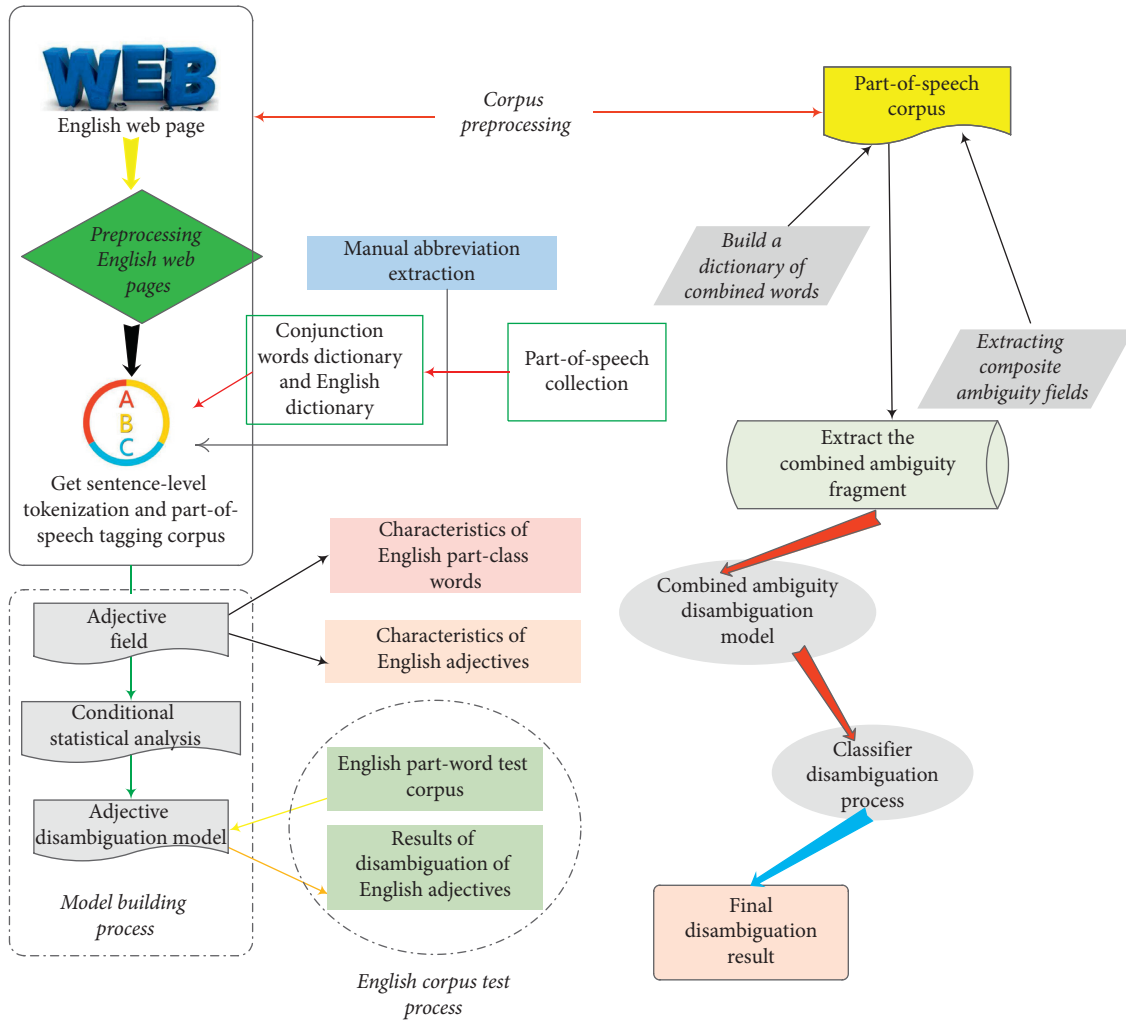 WEB
English web page
Preprocessing
English web
pages
A
B
C
Get sentence-level
tokenization and part-of-
speech tagging corpus
Corpus
preprocessing
Part-of-speech
corpus
Manual abbreviation
extraction
Conjunction
words dictionary
and English
dictionary
Part-of-speech
collection
Build a
dictionary of
combined words
Extracting
composite
ambiguity fields
Extract the
combined ambiguity
fragment
Combined ambiguity
disambiguation
model
Classifier
disambiguation
process
Final
disambiguation
result
Adjective
field
Conditional
statistical analysis
Adjective
disambiguation model
Model building
process
Characteristics of
English part-class
words
Characteristics of
English adjectives
English part-word test
corpus
Results of
disambiguation of
English adjectives
English corpus test
process